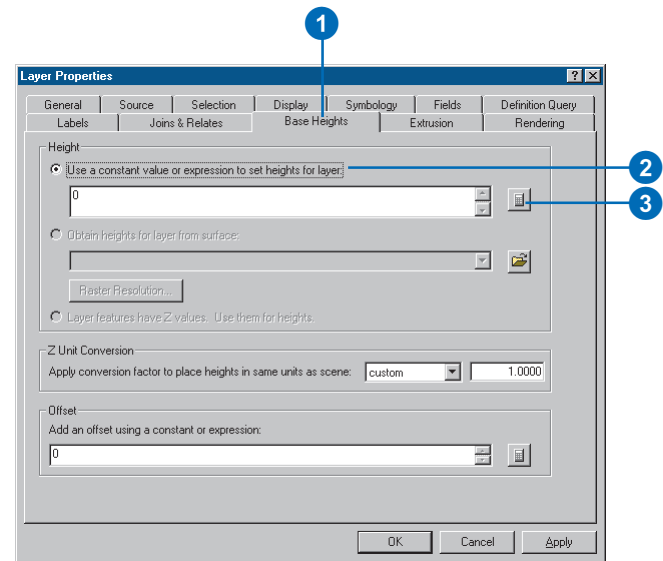 1
Layer Properties
General Source Selection Display Symbology Fields Definition Query
Labels Joins & Relates Base Heights Extrusion Rendering
Height
Use a constant value or expression to set heights for layer:
2
0
3
Obtain heights for layer from surface:
Raster Resolution...
Layer features have Z values. Use them for heights.
Z Unit Conversion
Apply conversion factor to place heights in same units as scene: custom 1.0000
Offset
Add an offset using a constant or expression:
0
OK Cancel Apply